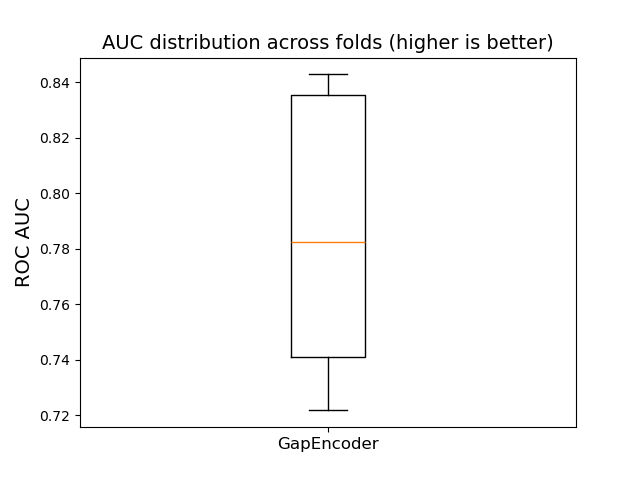 AUC distribution across folds (higher is better)
ROC AUC
0.84
0.82
0.80
0.78
0.76
0.74
0.72
GapEncoder